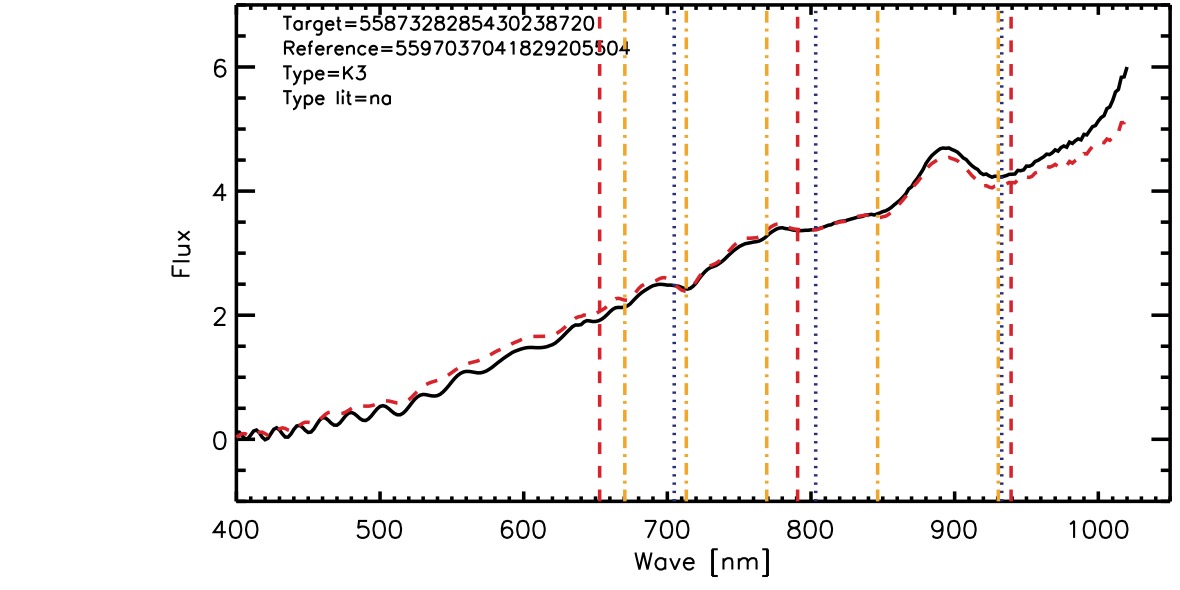 Target=5587328285430238720
Reference=5597037041829205504
Type=K3
Type lit=na
6
4
2
0
Flux
400 500 600 700 800 900 1000
Wave [nm]